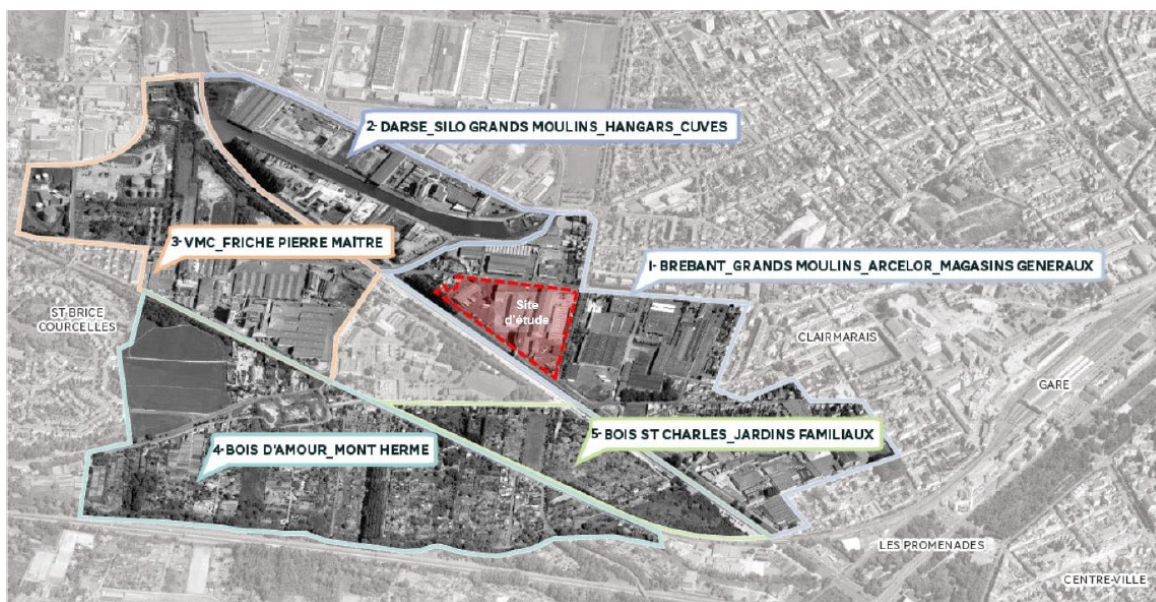 2- DARSE_SILO GRANDS MOULINS_HANGARS_CUVES
3- VMC_FRICHE PIERRE MAÎTRE
1- BREBANT_GRANDS MOULINS_ARCELOR_MAGASINS GENERAUX
ST-BRICE
COURCELLES
Site
d'étude
CLAIRMARAIS
GARE
5- BOIS ST CHARLES_JARDINS FAMILIAUX
4- BOIS D'AMOUR_MONT HERME
LES PROMENADES
CENTRE-VILLE